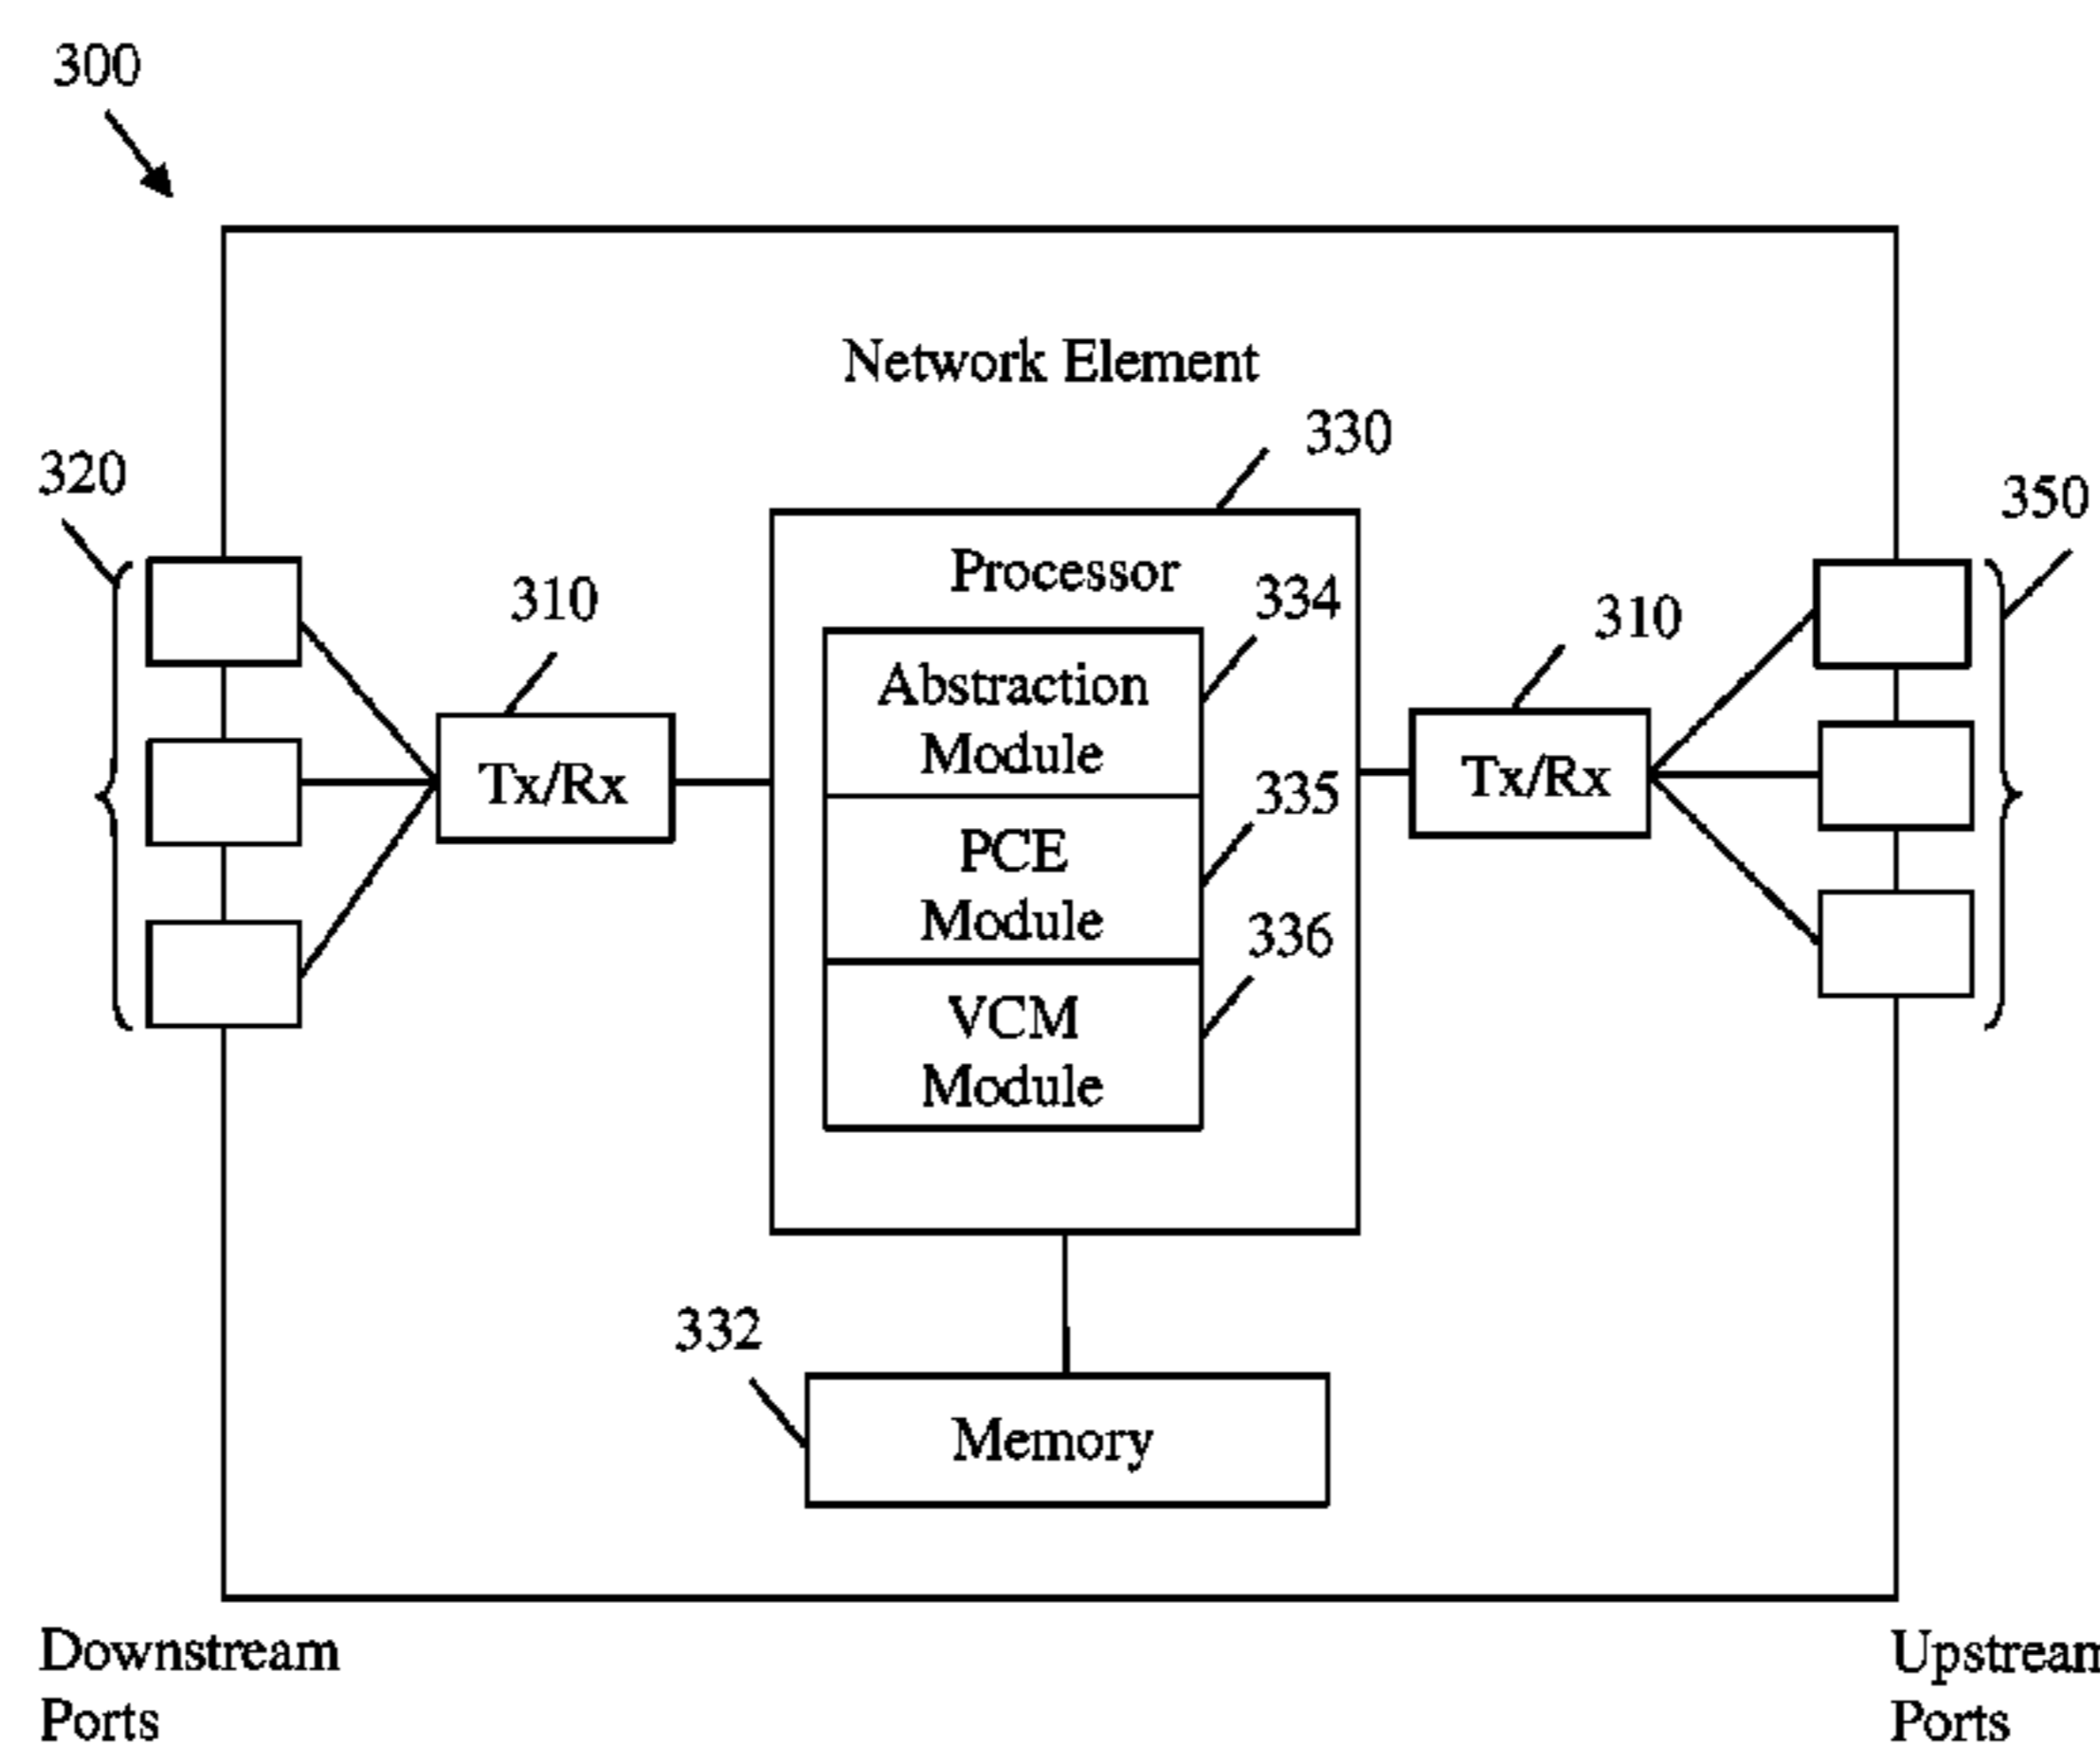 300
Network Element
330
320
350
Processor
334
310
310
Abstraction
Module
Tx/Rx
Tx/Rx
335
PCE
Module
336
VCM
Module
332
Memory
Downstream
Ports
Upstream
Ports